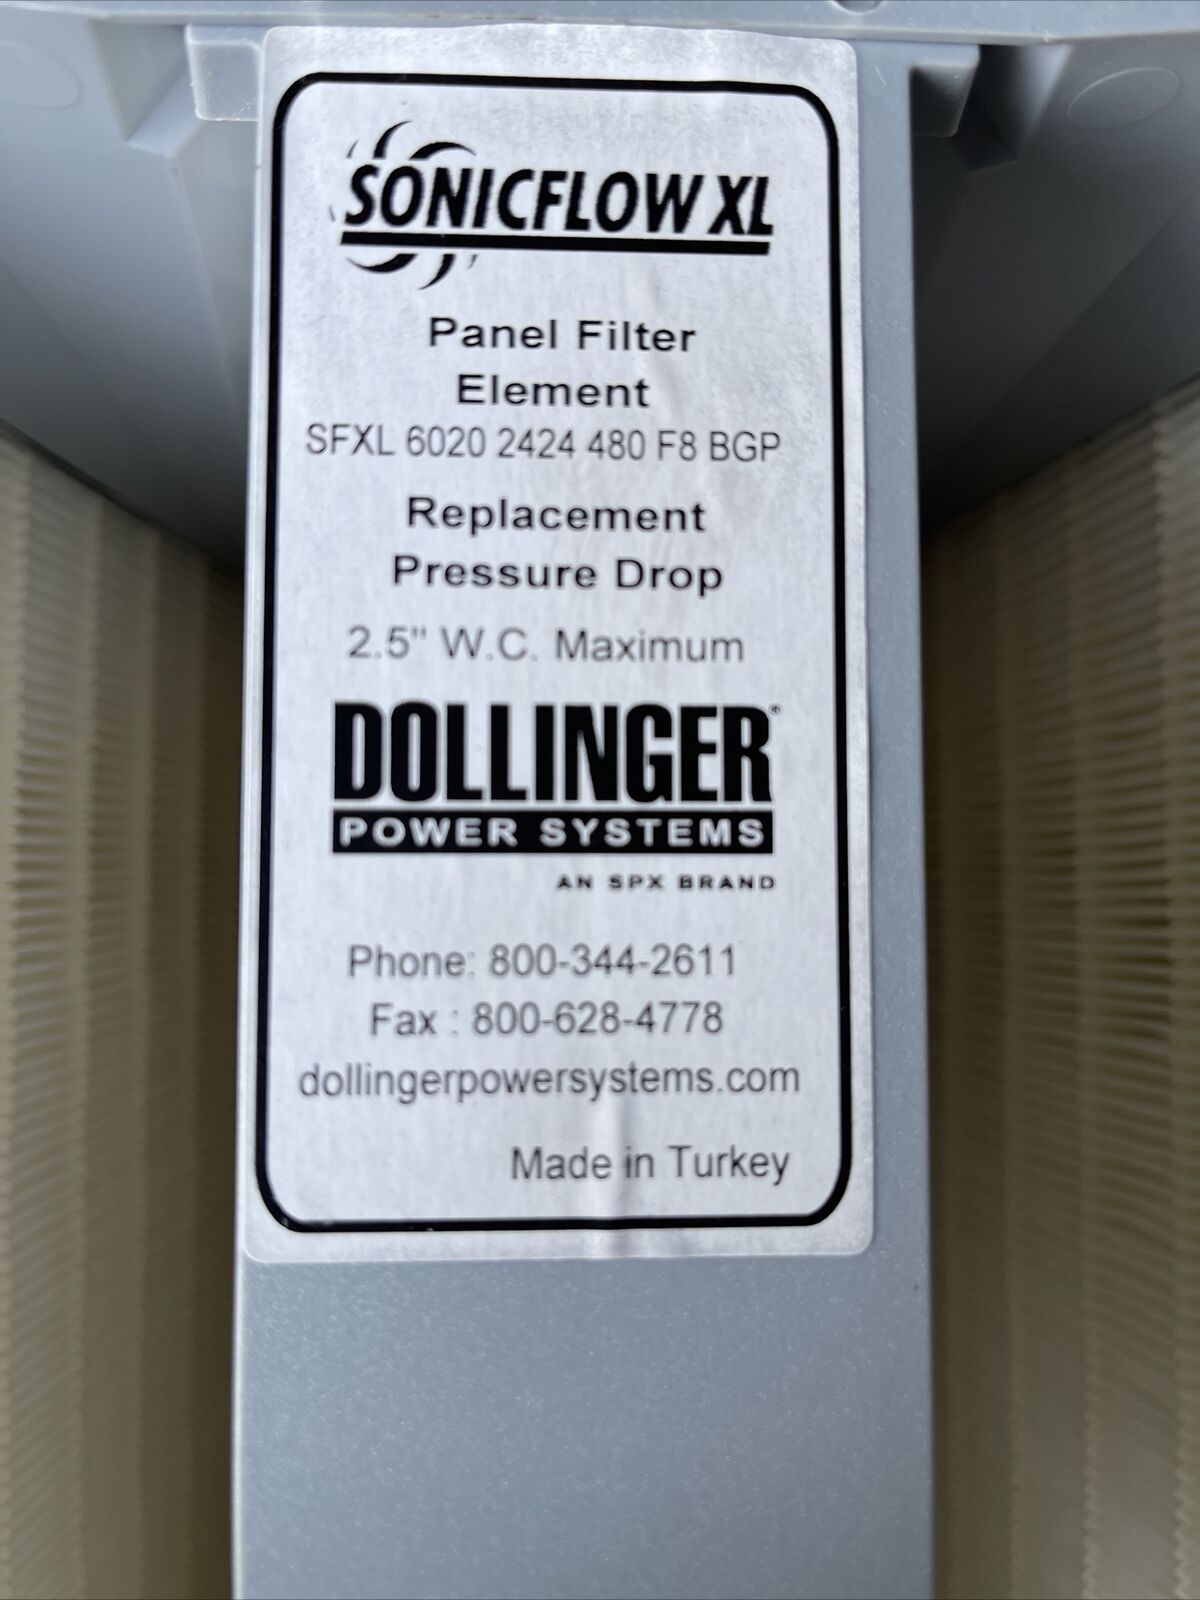 SONICFLOW XL
Panel Filter
Element
SFXL 6020 2424 480 F8 BGP
Replacement
Pressure Drop
2.5" W.C. Maximum
DOLLINGER®
POWER SYSTEMS
AN SPX BRAND
Phone: 800-344-2611
Fax : 800-628-4778
dollingerpowersystems.com
Made in Turkey